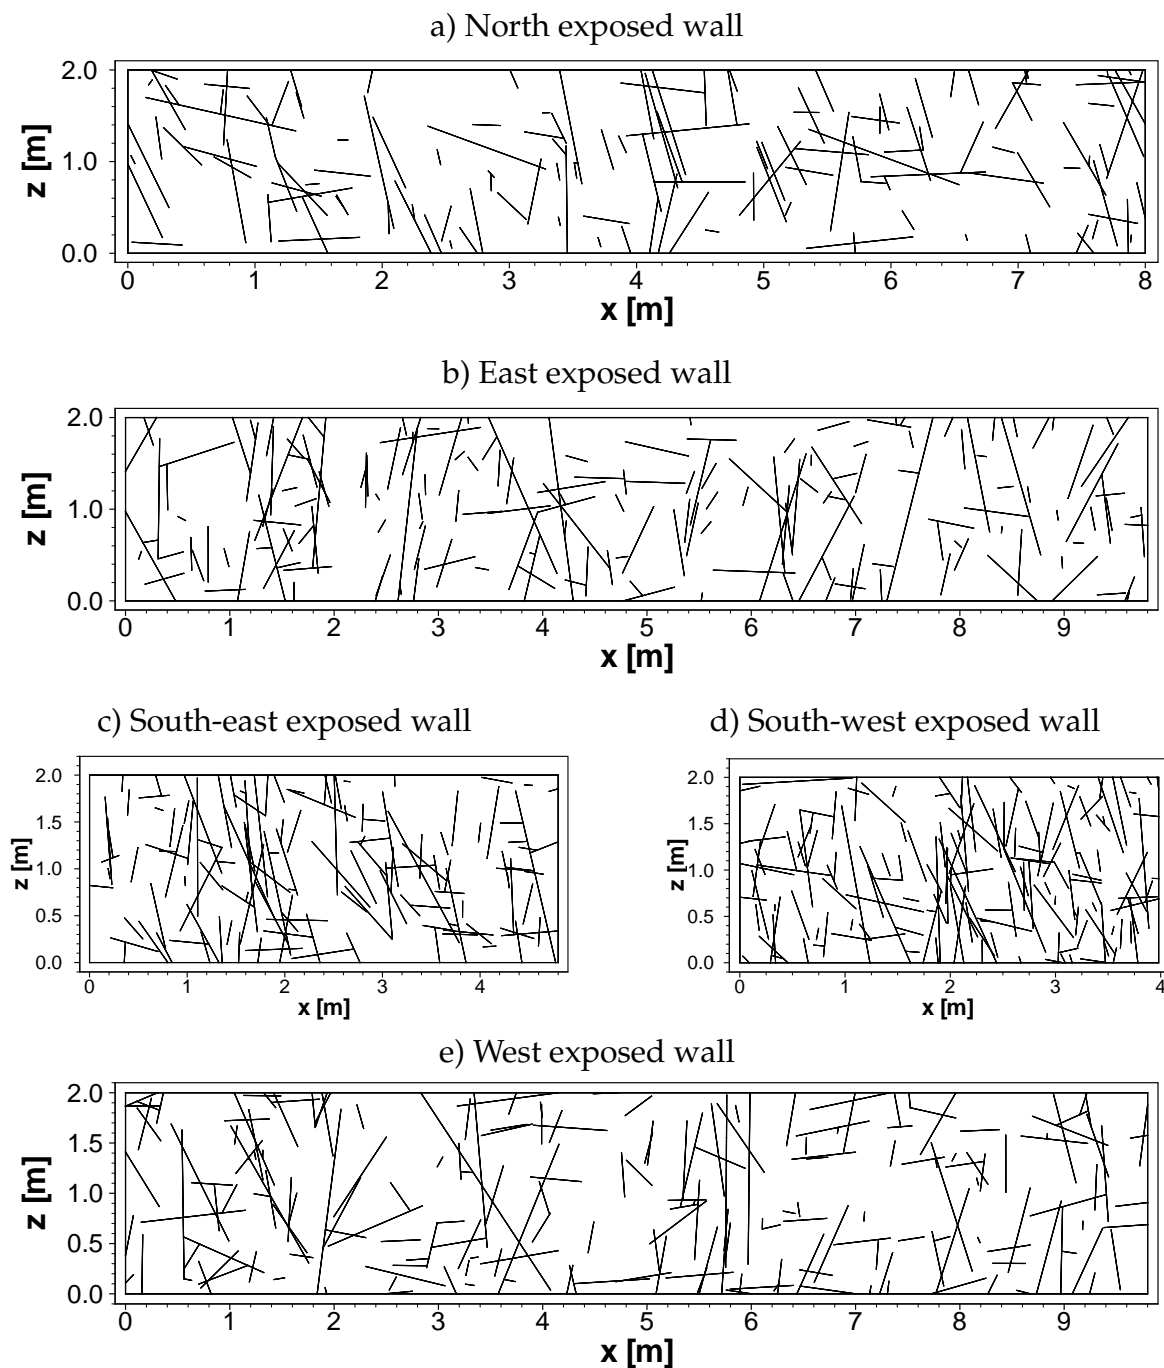 a) North exposed wall
2.0
1.0
0.0
z [m]
0 1 2 3 4 5 6 7 8
x [m]
b) East exposed wall
2.0
1.0
0.0
z [m]
0 1 2 3 4 5 6 7 8 9
x [m]
c) South-east exposed wall
2.0
1.5
1.0
0.5
0.0
z [m]
0 1 2 3 4
x [m]
d) South-west exposed wall
2.0
1.5
1.0
0.5
0.0
z [m]
0 1 2 3 4
x [m]
e) West exposed wall
2.0
1.5
1.0
0.5
0.0
z [m]
0 1 2 3 4 5 6 7 8 9
x [m]